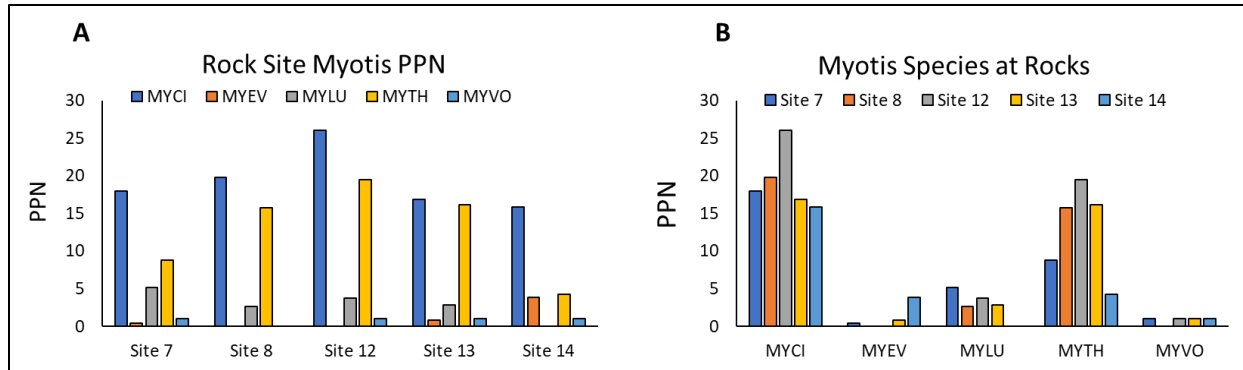 A
Rock Site Myotis PPN
MYCI MYEV MYLU MYTH MYVO
30
25
20
15
10
5
0
PPN
Site 7 Site 8 Site 12 Site 13 Site 14
B
Myotis Species at Rocks
Site 7 Site 8 Site 12 Site 13 Site 14
30
25
20
15
10
5
0
PPN
MYCI MYEV MYLU MYTH MYVO